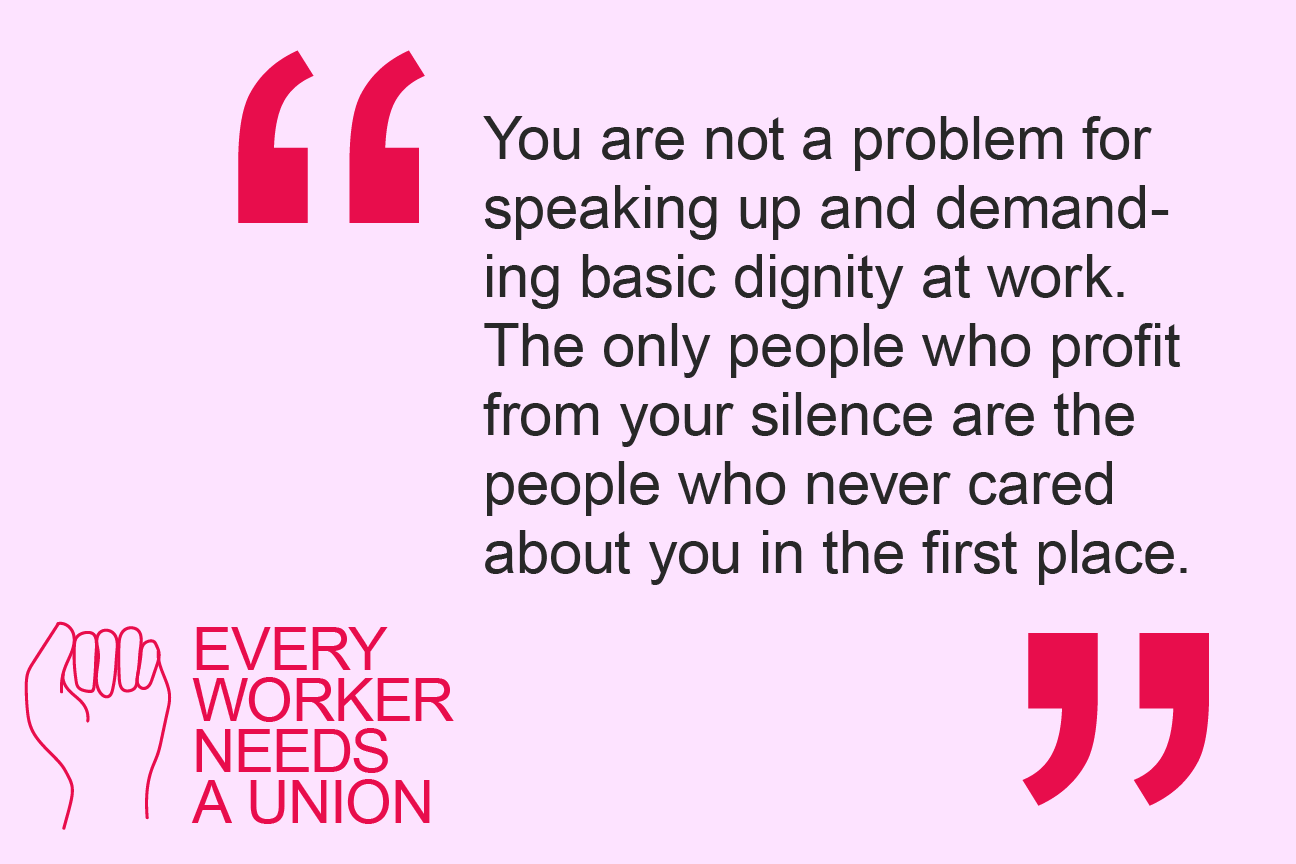 You are not a problem for
speaking up and demand-
ing basic dignity at work.
The only people who profit
from your silence are the
people who never cared
about you in the first place.
EVERY
WORKER
NEEDS
A UNION